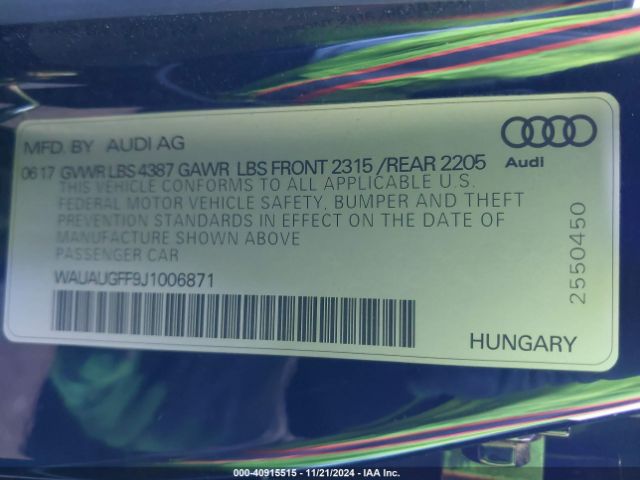 MFD. BY AUDI AG
06 17 GVWR LBS 4387 GAWR LBS FRONT 2315 /REAR 2205
THIS VEHICLE CONFORMS TO ALL APPLICABLE U.S.
FEDERAL MOTOR VEHICLE SAFETY, BUMPER AND THEFT
PREVENTION STANDARDS IN EFFECT ON THE DATE OF
MANUFACTURE SHOWN ABOVE
PASSENGER CAR
WAUAUGFF9J1006871
Audi
2550450
HUNGARY
000-40915515 - 11/21/2024 - IAA Inc.